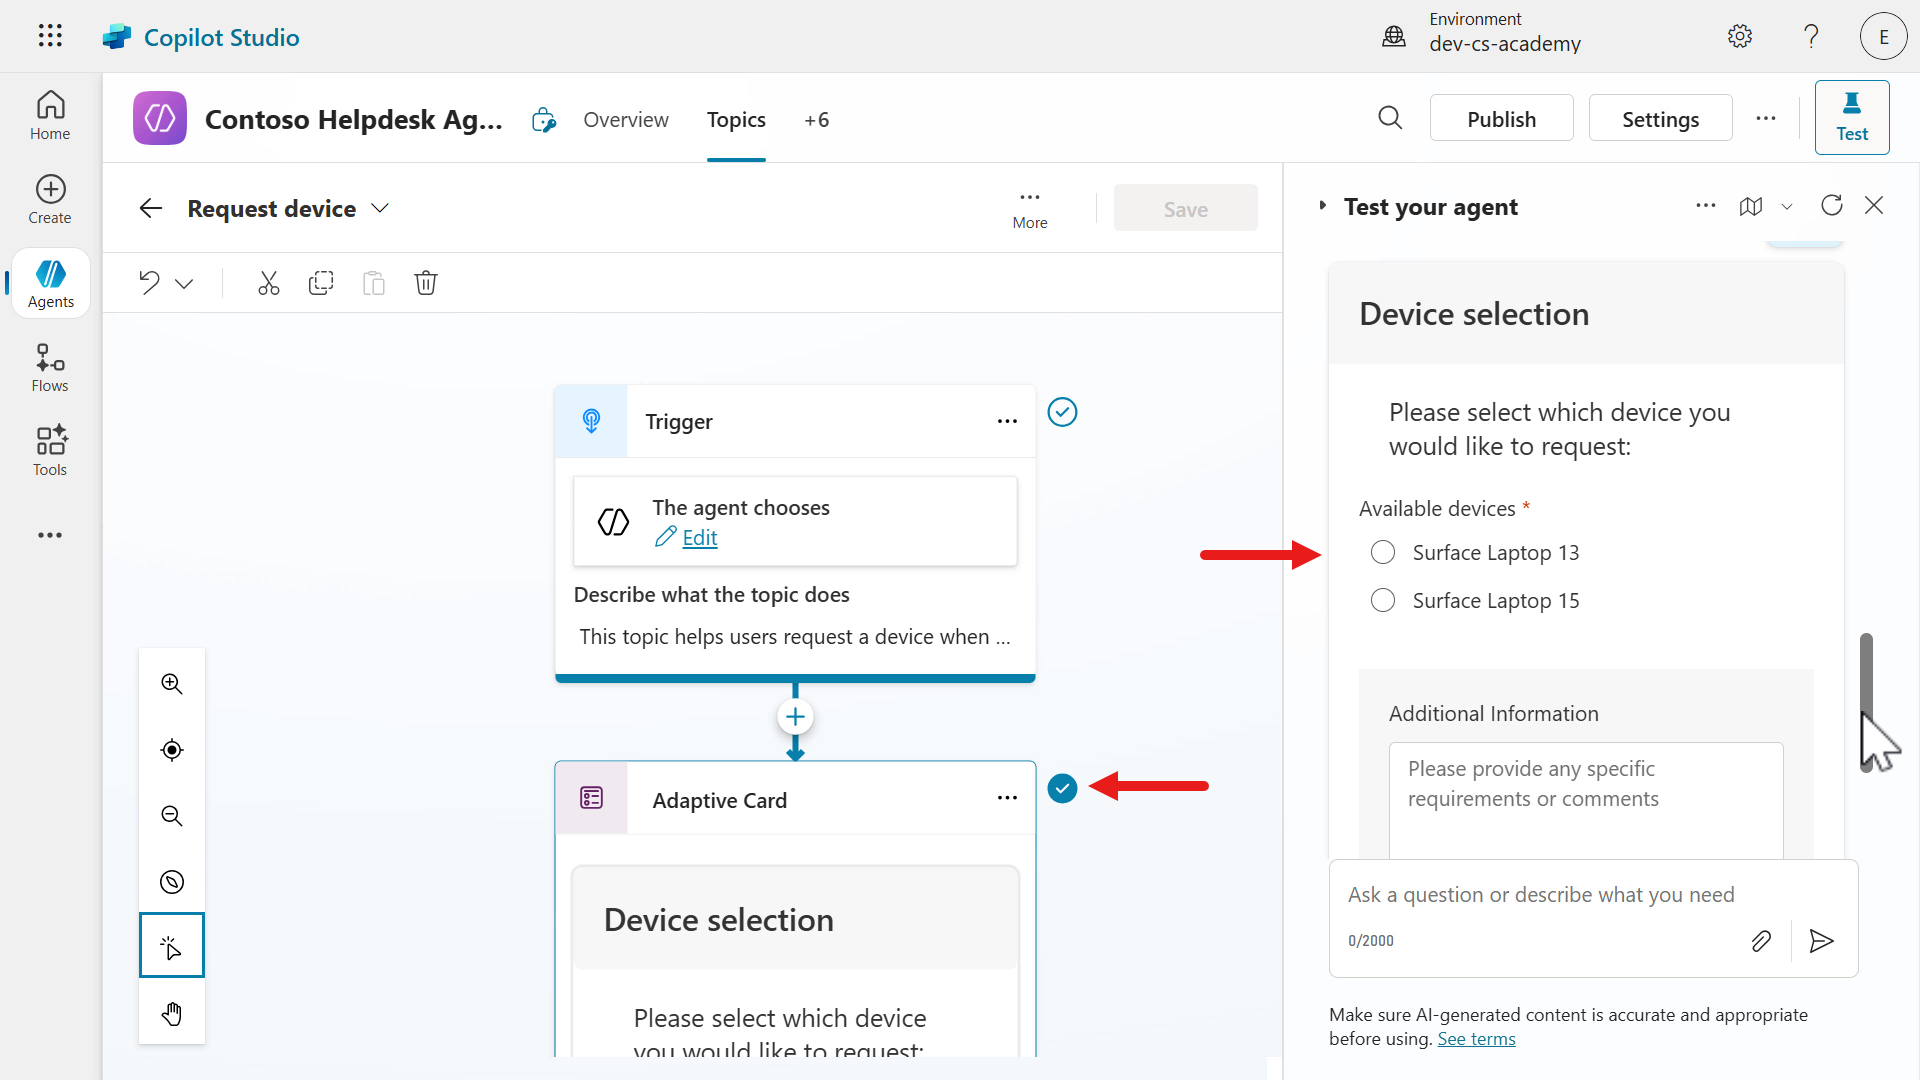 Copilot Studio
Environment
dev-cs-academy
E
Home
Create
Agents
Flows
Tools
Contoso Helpdesk Ag...
Overview
Topics
+6
Publish
Settings
Test
Request device
More
Save
Trigger
The agent chooses
Edit
Describe what the topic does
This topic helps users request a device when ...
Adaptive Card
Device selection
Please select which device
you would like to request:
Test your agent
Device selection
Please select which device you
would like to request:
Available devices *
Surface Laptop 13
Surface Laptop 15
Additional Information
Please provide any specific
requirements or comments
Ask a question or describe what you need
0/2000
Make sure AI-generated content is accurate and appropriate
before using. See terms